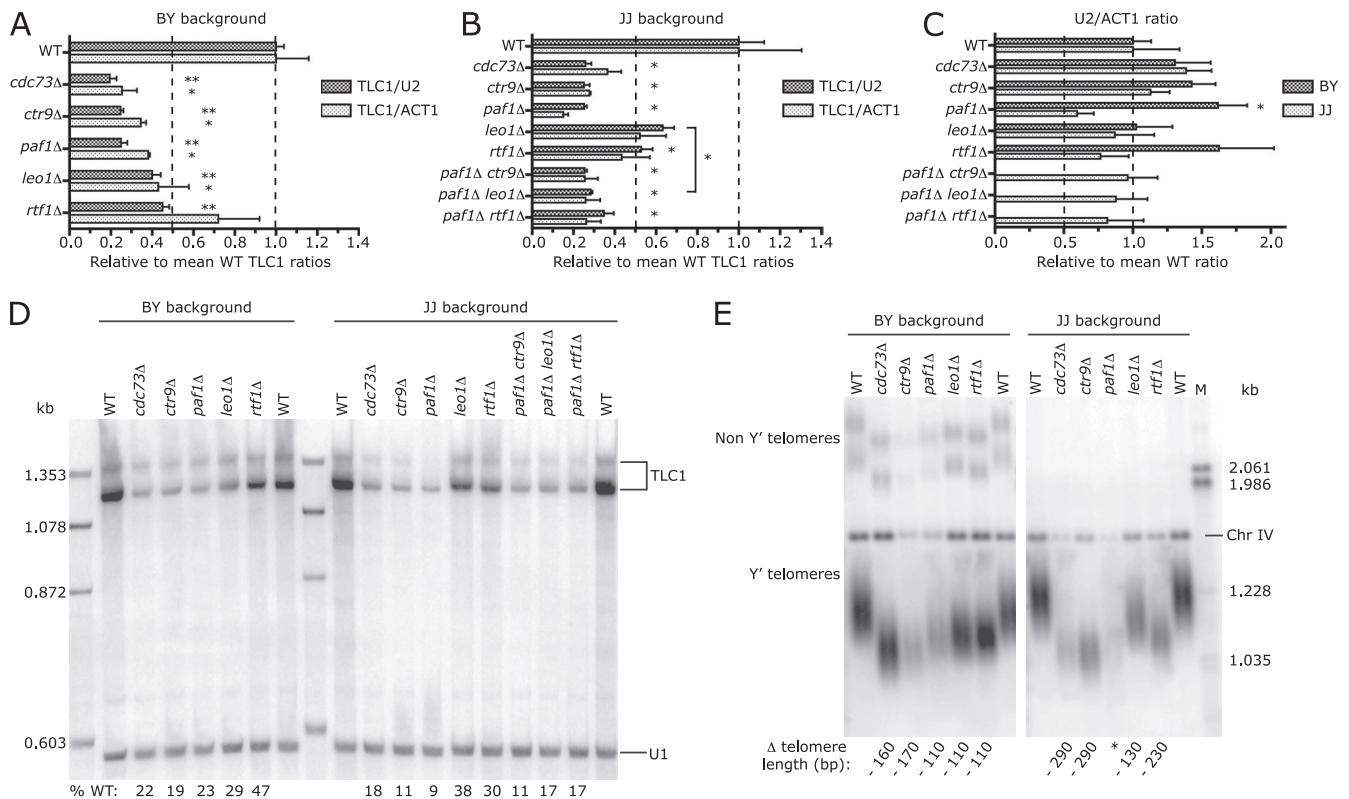 A
BY background
WT
cdc73Δ
**
*
ctr9Δ
**
*
paf1Δ
**
*
leo1Δ
**
*
rtf1Δ
**
0.0 0.2 0.4 0.6 0.8 1.0 1.2 1.4
Relative to mean WT TLC1 ratios
TLC1/U2
TLC1/ACT1
B
JJ background
WT
cdc73Δ *
ctr9Δ *
paf1Δ *
leo1Δ
rtf1Δ * *
paf1Δ ctr9Δ *
paf1Δ leo1Δ *
paf1Δ rtf1Δ *
0.0 0.2 0.4 0.6 0.8 1.0 1.2 1.4
Relative to mean WT TLC1 ratios
TLC1/U2
TLC1/ACT1
C
U2/ACT1 ratio
WT
cdc73Δ
ctr9Δ
paf1Δ *
leo1Δ
rtf1Δ
paf1Δ ctr9Δ
paf1Δ leo1Δ
paf1Δ rtf1Δ
0.0 0.5 1.0 1.5 2.0
Relative to mean WT ratio
BY
JJ
D
BY background JJ background
kb WT cdc73Δ ctr9Δ paf1Δ leo1Δ rtf1Δ WT WT cdc73Δ ctr9Δ paf1Δ leo1Δ rtf1Δ paf1Δ ctr9Δ paf1Δ leo1Δ paf1Δ rtf1Δ WT
1.353
1.078
0.872
0.603
TLC1
U1
% WT: 22 19 23 29 47 18 11 9 38 30 11 17 17
E
BY background JJ background
WT cdc73Δ ctr9Δ paf1Δ leo1Δ rtf1Δ WT WT cdc73Δ ctr9Δ paf1Δ leo1Δ rtf1Δ WT M kb
Non Y' telomeres
2.061
1.986
Chr IV
Y' telomeres
1.228
1.035
Δ telomere
length (bp): - 160 - 170 - 110 - 110 - 110 - 290 - 290 * - 130 - 230